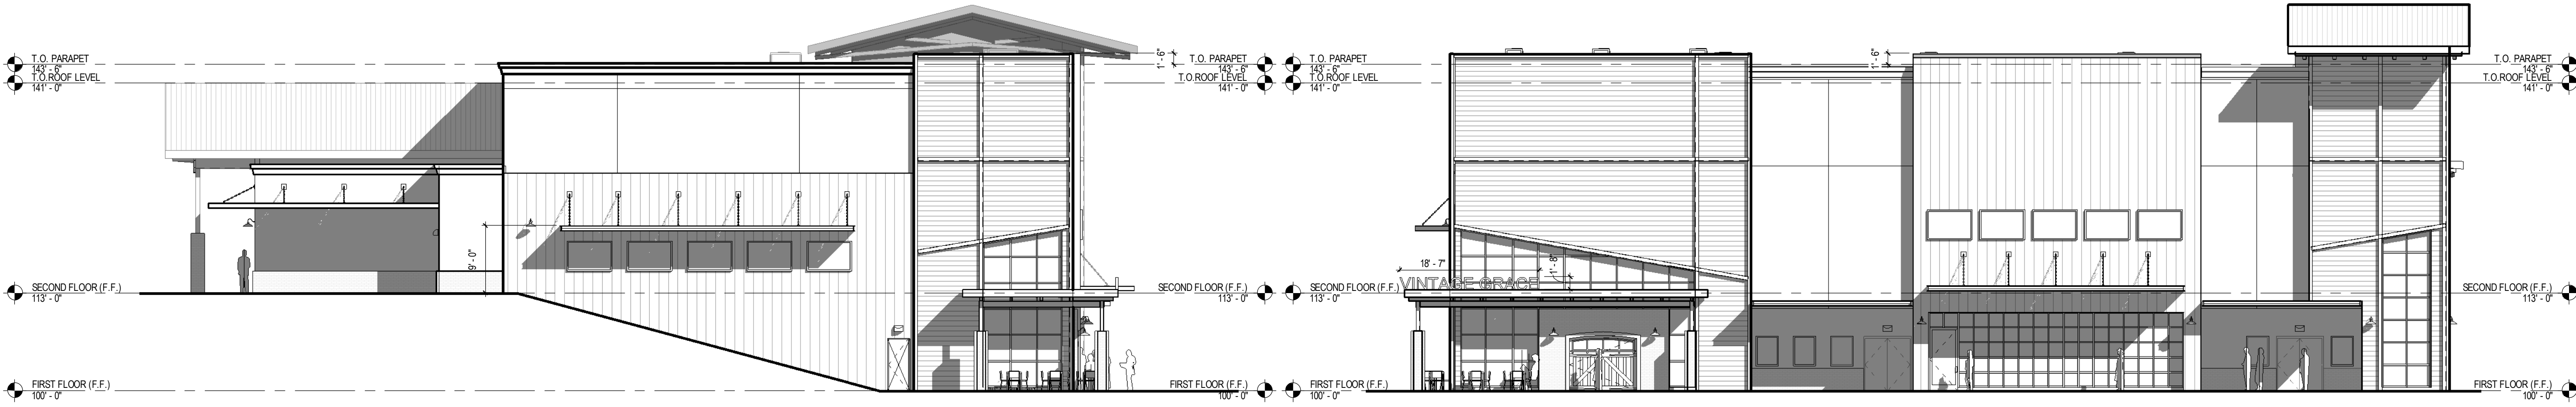 T.O. PARAPET
143' - 6"
T.O.ROOF LEVEL
141' - 0"
9' - 0"
SECOND FLOOR (F.F.)
113' - 0"
FIRST FLOOR (F.F.)
100' - 0"
1' - 6"
T.O. PARAPET
143' - 6"
T.O.ROOF LEVEL
141' - 0"
SECOND FLOOR (F.F.)
113' - 0"
FIRST FLOOR (F.F.)
100' - 0"
T.O. PARAPET
143' - 6"
T.O.ROOF LEVEL
141' - 0"
18' - 7"
1' - 8"
VINTAGE GRACE
SECOND FLOOR (F.F.)
113' - 0"
FIRST FLOOR (F.F.)
100' - 0"
1' - 6"
T.O. PARAPET
143' - 6"
T.O.ROOF LEVEL
141' - 0"
SECOND FLOOR (F.F.)
113' - 0"
FIRST FLOOR (F.F.)
100' - 0"